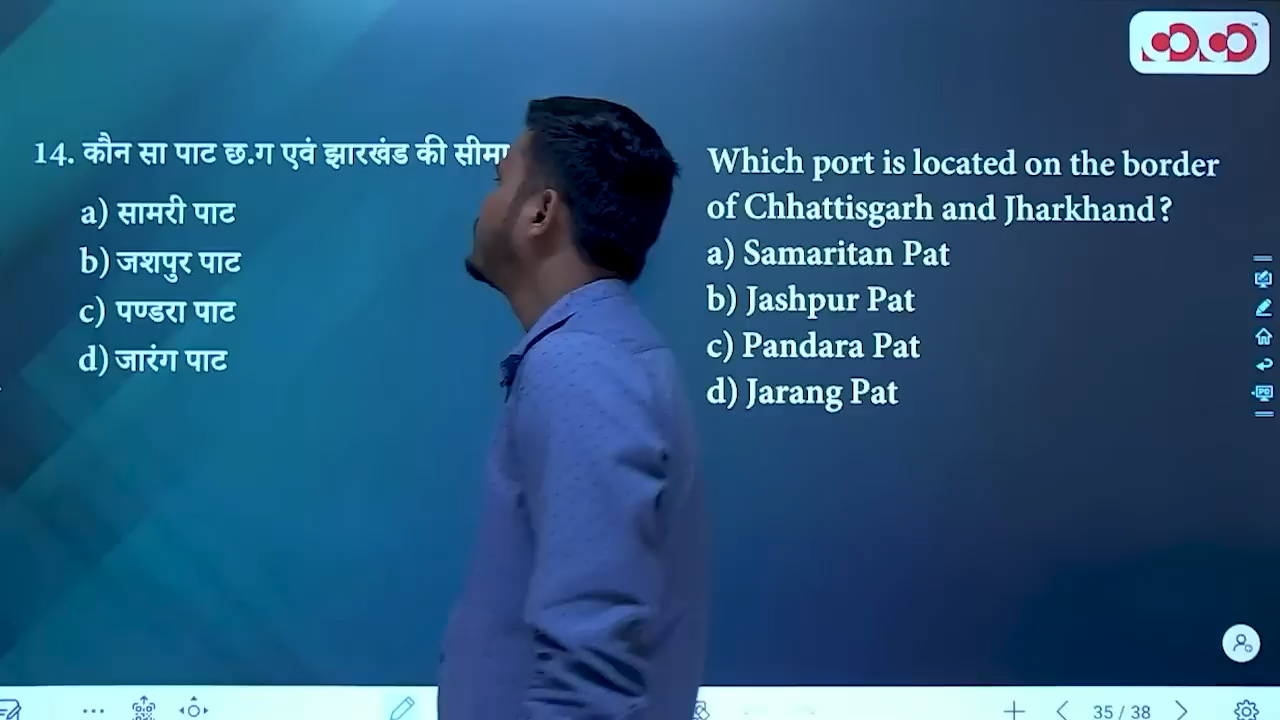 14. कौन सा पाट छ.ग एवं झारखंड की सीमा
a) सामरी पाट
b) जशपुर पाट
c) पण्डरा पाट
d) जारंग पाट
Which port is located on the border
of Chhattisgarh and Jharkhand?
a) Samaritan Pat
b) Jashpur Pat
c) Pandara Pat
d) Jarang Pat
PD
35 / 38